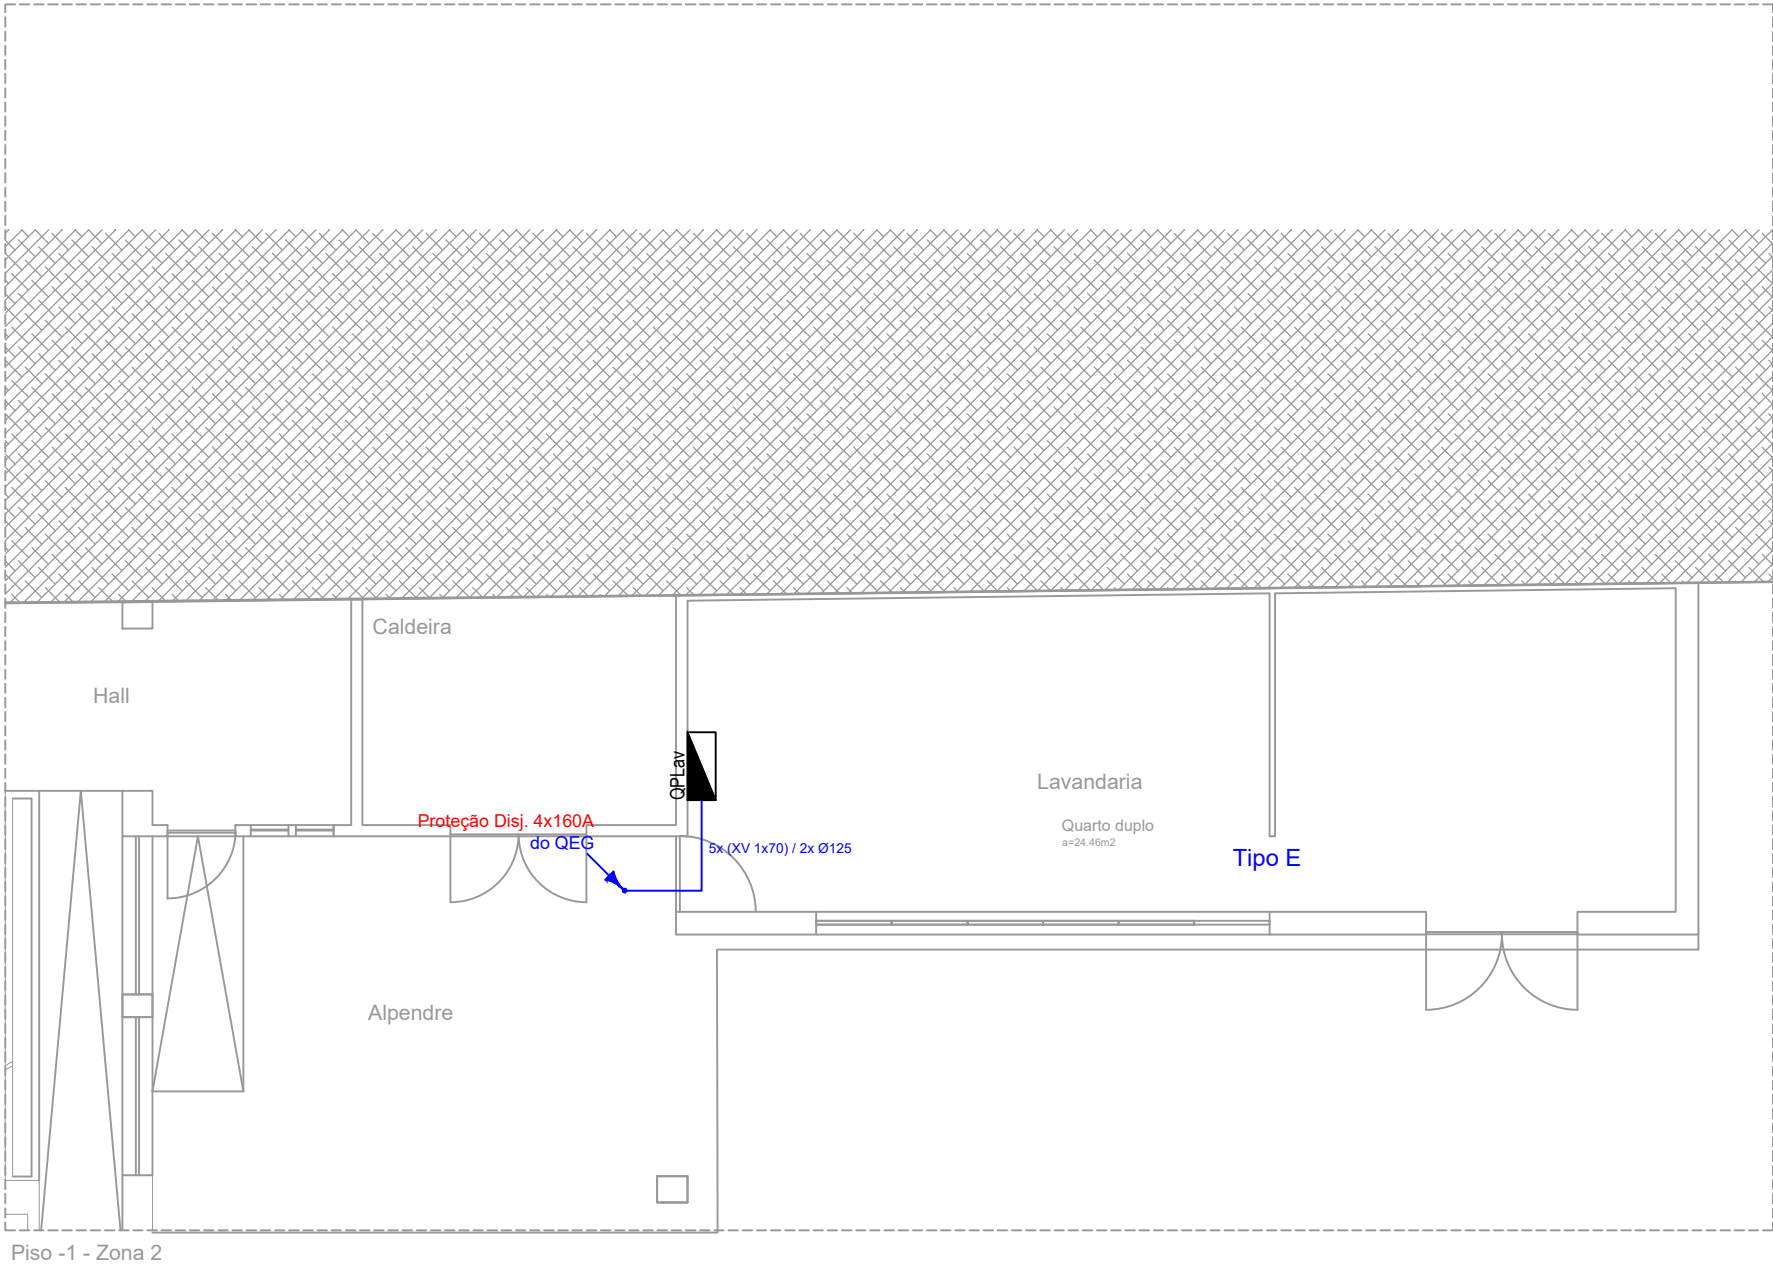 Caldeira
Hall
QPLav
Lavandaria
Proteção Disj. 4x160A
do QEG
5x (XV 1x70) / 2x Ø125
Quarto duplo
a=24.46m2
Tipo E
Alpendre
Piso -1 - Zona 2